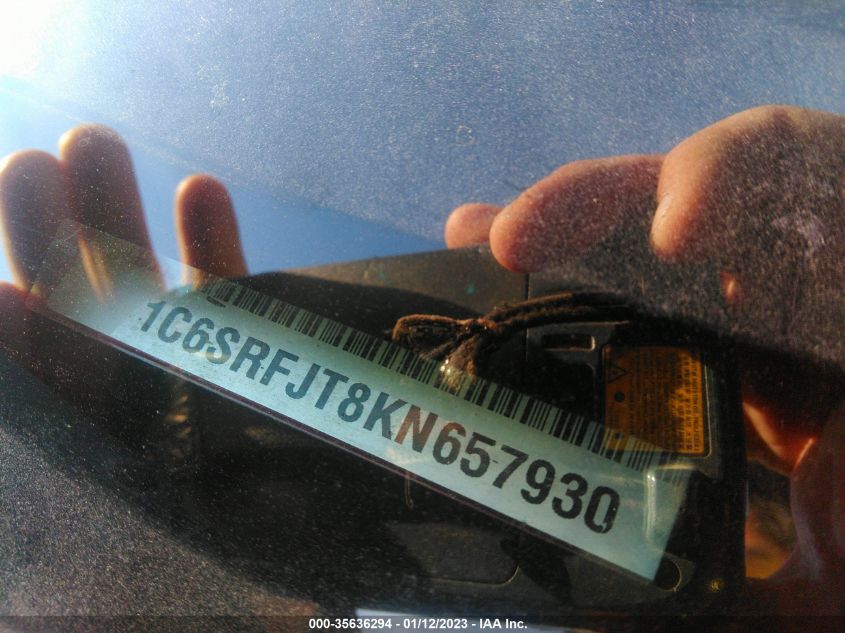 1C6SRFJT8KN657930
000-35636294 - 01/12/2023 - IAA Inc.